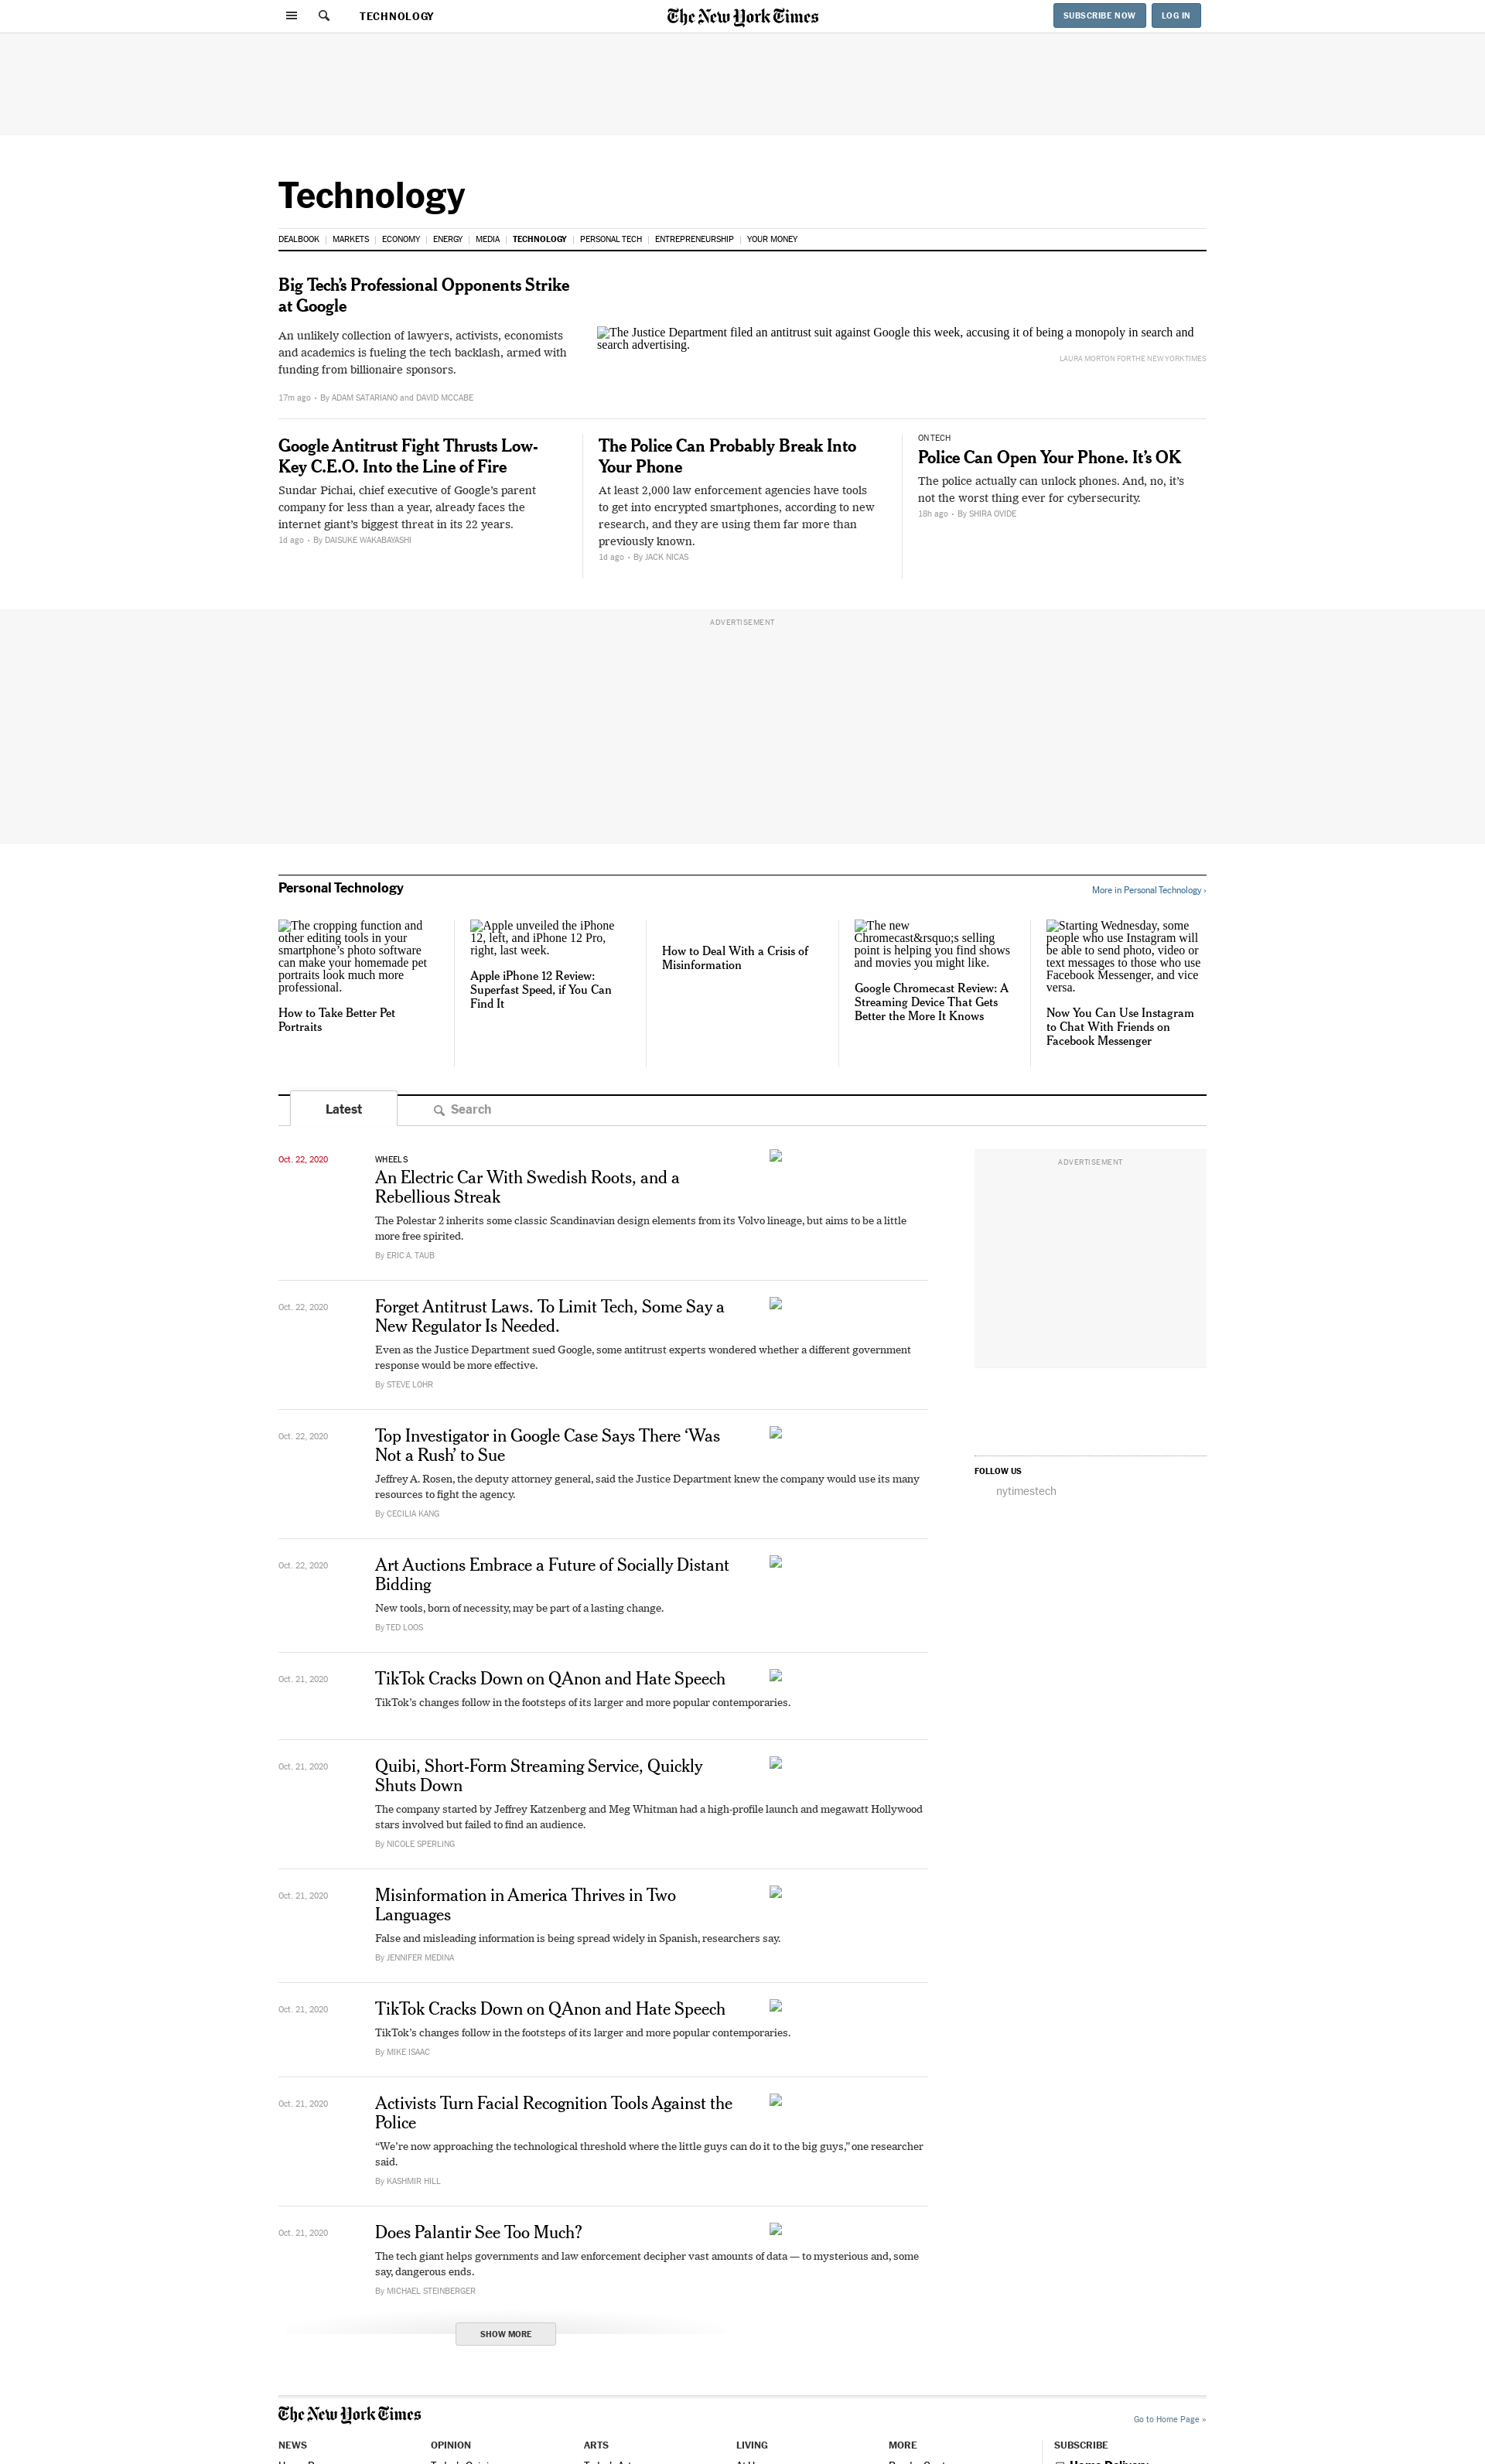 TECHNOLOGY
The New York Times
SUBSCRIBE NOW
LOG IN
Technology
DEALBOOK
MARKETS
ECONOMY
ENERGY
MEDIA
TECHNOLOGY
PERSONAL TECH
ENTREPRENEURSHIP
YOUR MONEY
Big Tech’s Professional Opponents Strike
at Google
An unlikely collection of lawyers, activists, economists
and academics is fueling the tech backlash, armed with
funding from billionaire sponsors.
17m ago • By ADAM SATARIANO and DAVID MCCABE
The Justice Department filed an antitrust suit against Google this week, accusing it of being a monopoly in search and
search advertising.
LAURA MORTON FOR THE NEW YORK TIMES
Google Antitrust Fight Thrusts Low-
Key C.E.O. Into the Line of Fire
Sundar Pichai, chief executive of Google’s parent
company for less than a year, already faces the
internet giant’s biggest threat in its 22 years.
1d ago • By DAISUKE WAKABAYASHI
The Police Can Probably Break Into
Your Phone
At least 2,000 law enforcement agencies have tools
to get into encrypted smartphones, according to new
research, and they are using them far more than
previously known.
1d ago • By JACK NICAS
ON TECH
Police Can Open Your Phone. It’s OK
The police actually can unlock phones. And, no, it’s
not the worst thing ever for cybersecurity.
18h ago • By SHIRA OVIDE
ADVERTISEMENT
Personal Technology
More in Personal Technology ›
The cropping function and
other editing tools in your
smartphone’s photo software
can make your homemade pet
portraits look much more
professional.
How to Take Better Pet
Portraits
Apple unveiled the iPhone
12, left, and iPhone 12 Pro,
right, last week.
Apple iPhone 12 Review:
Superfast Speed, if You Can
Find It
How to Deal With a Crisis of
Misinformation
The new
Chromecast&rsquo;s selling
point is helping you find shows
and movies you might like.
Google Chromecast Review: A
Streaming Device That Gets
Better the More It Knows
Starting Wednesday, some
people who use Instagram will
be able to send photo, video or
text messages to those who use
Facebook Messenger, and vice
versa.
Now You Can Use Instagram
to Chat With Friends on
Facebook Messenger
Latest
Search
Oct. 22, 2020
WHEELS
An Electric Car With Swedish Roots, and a
Rebellious Streak
The Polestar 2 inherits some classic Scandinavian design elements from its Volvo lineage, but aims to be a little
more free spirited.
By ERIC A. TAUB
ADVERTISEMENT
Oct. 22, 2020
Forget Antitrust Laws. To Limit Tech, Some Say a
New Regulator Is Needed.
Even as the Justice Department sued Google, some antitrust experts wondered whether a different government
response would be more effective.
By STEVE LOHR
Oct. 22, 2020
Top Investigator in Google Case Says There ‘Was
Not a Rush’ to Sue
Jeffrey A. Rosen, the deputy attorney general, said the Justice Department knew the company would use its many
resources to fight the agency.
By CECILIA KANG
FOLLOW US
nytimestech
Oct. 22, 2020
Art Auctions Embrace a Future of Socially Distant
Bidding
New tools, born of necessity, may be part of a lasting change.
By TED LOOS
Oct. 21, 2020
TikTok Cracks Down on QAnon and Hate Speech
TikTok’s changes follow in the footsteps of its larger and more popular contemporaries.
Oct. 21, 2020
Quibi, Short-Form Streaming Service, Quickly
Shuts Down
The company started by Jeffrey Katzenberg and Meg Whitman had a high-profile launch and megawatt Hollywood
stars involved but failed to find an audience.
By NICOLE SPERLING
Oct. 21, 2020
Misinformation in America Thrives in Two
Languages
False and misleading information is being spread widely in Spanish, researchers say.
By JENNIFER MEDINA
Oct. 21, 2020
TikTok Cracks Down on QAnon and Hate Speech
TikTok’s changes follow in the footsteps of its larger and more popular contemporaries.
By MIKE ISAAC
Oct. 21, 2020
Activists Turn Facial Recognition Tools Against the
Police
“We’re now approaching the technological threshold where the little guys can do it to the big guys,” one researcher
said.
By KASHMIR HILL
Oct. 21, 2020
Does Palantir See Too Much?
The tech giant helps governments and law enforcement decipher vast amounts of data — to mysterious and, some
say, dangerous ends.
By MICHAEL STEINBERGER
SHOW MORE
The New York Times
Go to Home Page »
NEWS
OPINION
ARTS
LIVING
MORE
SUBSCRIBE